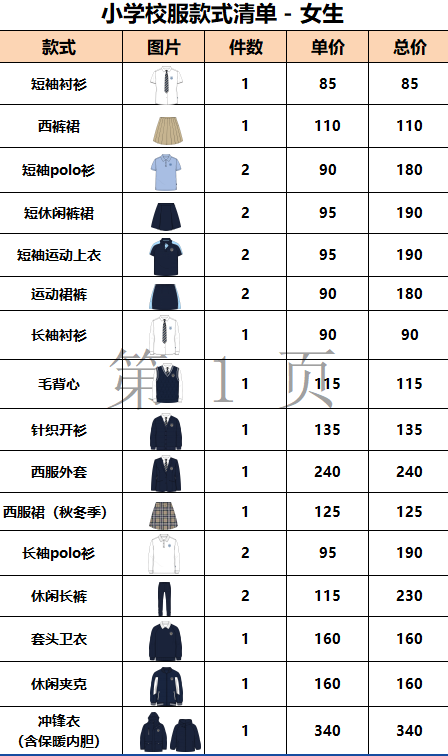 小学校服款式清单 - 女生
款式 图片 件数 单价 总价
短袖衬衫 1 85 85
西裤裙 1 110 110
短袖polo衫 2 90 180
短休闲裤裙 2 95 190
短袖运动上衣 2 95 190
运动裙裤 2 90 180
长袖衬衫 1 90 90
第 1 页
毛背心 1 115 115
针织开衫 1 135 135
西服外套 1 240 240
西服裙（秋冬季） 1 125 125
长袖polo衫 2 95 190
休闲长裤 2 115 230
套头卫衣 1 160 160
休闲夹克 1 160 160
冲锋衣
（含保暖内胆） 1 340 340